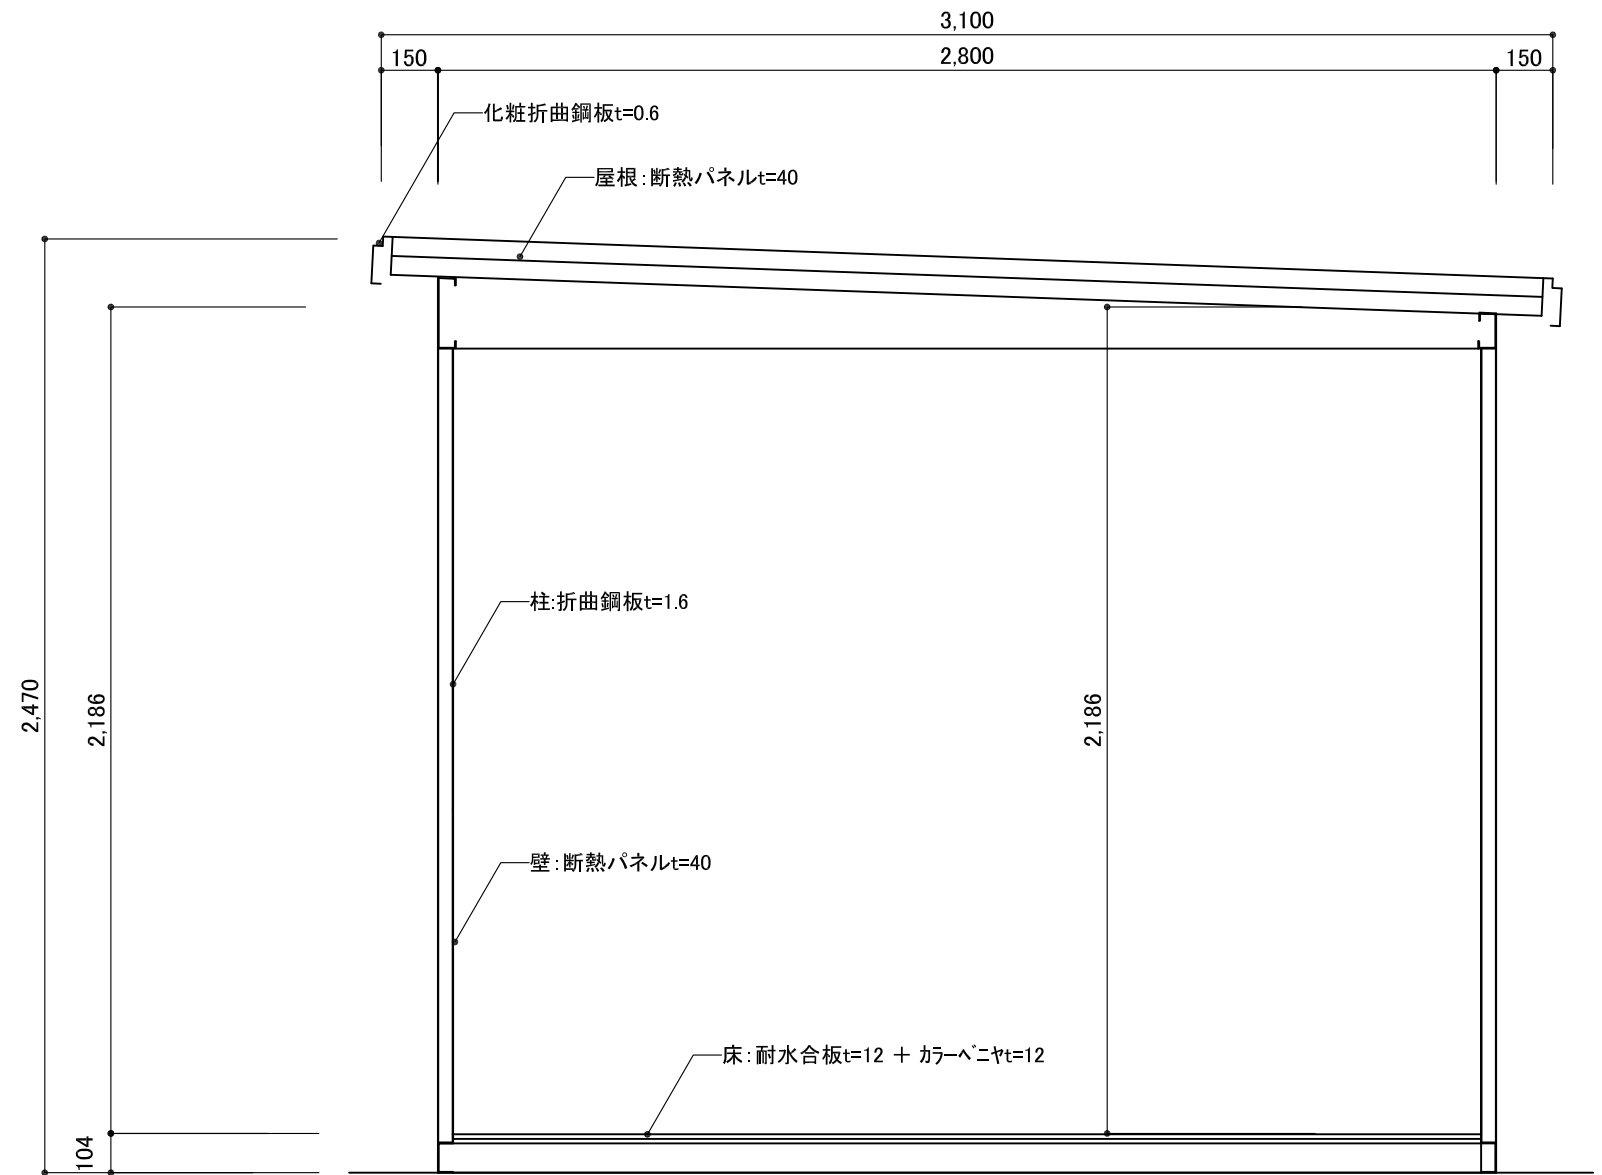 3,100
150
2,800
150
化粧折曲鋼板t=0.6
屋根:断熱パネルt=40
柱:折曲鋼板t=1.6
2,470
2,186
2,186
壁:断熱パネルt=40
床:耐水合板t=12 + ｶﾗｰﾍﾞﾆﾔt=12
104